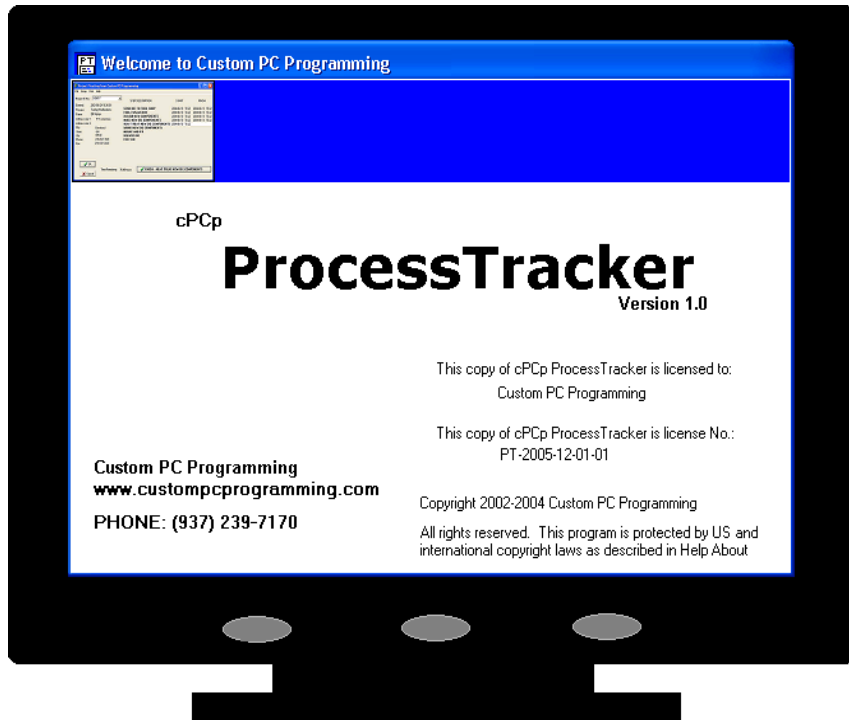 PT
Welcome to Custom PC Programming
cPCp
ProcessTracker
Version 1.0
This copy of cPCp ProcessTracker is licensed to:
Custom PC Programming
This copy of cPCp ProcessTracker is license No.:
PT-2005-12-01-01
Custom PC Programming
www.custompcprogramming.com
PHONE: (937) 239-7170
Copyright 2002-2004 Custom PC Programming
All rights reserved. This program is protected by US and
international copyright laws as described in Help About